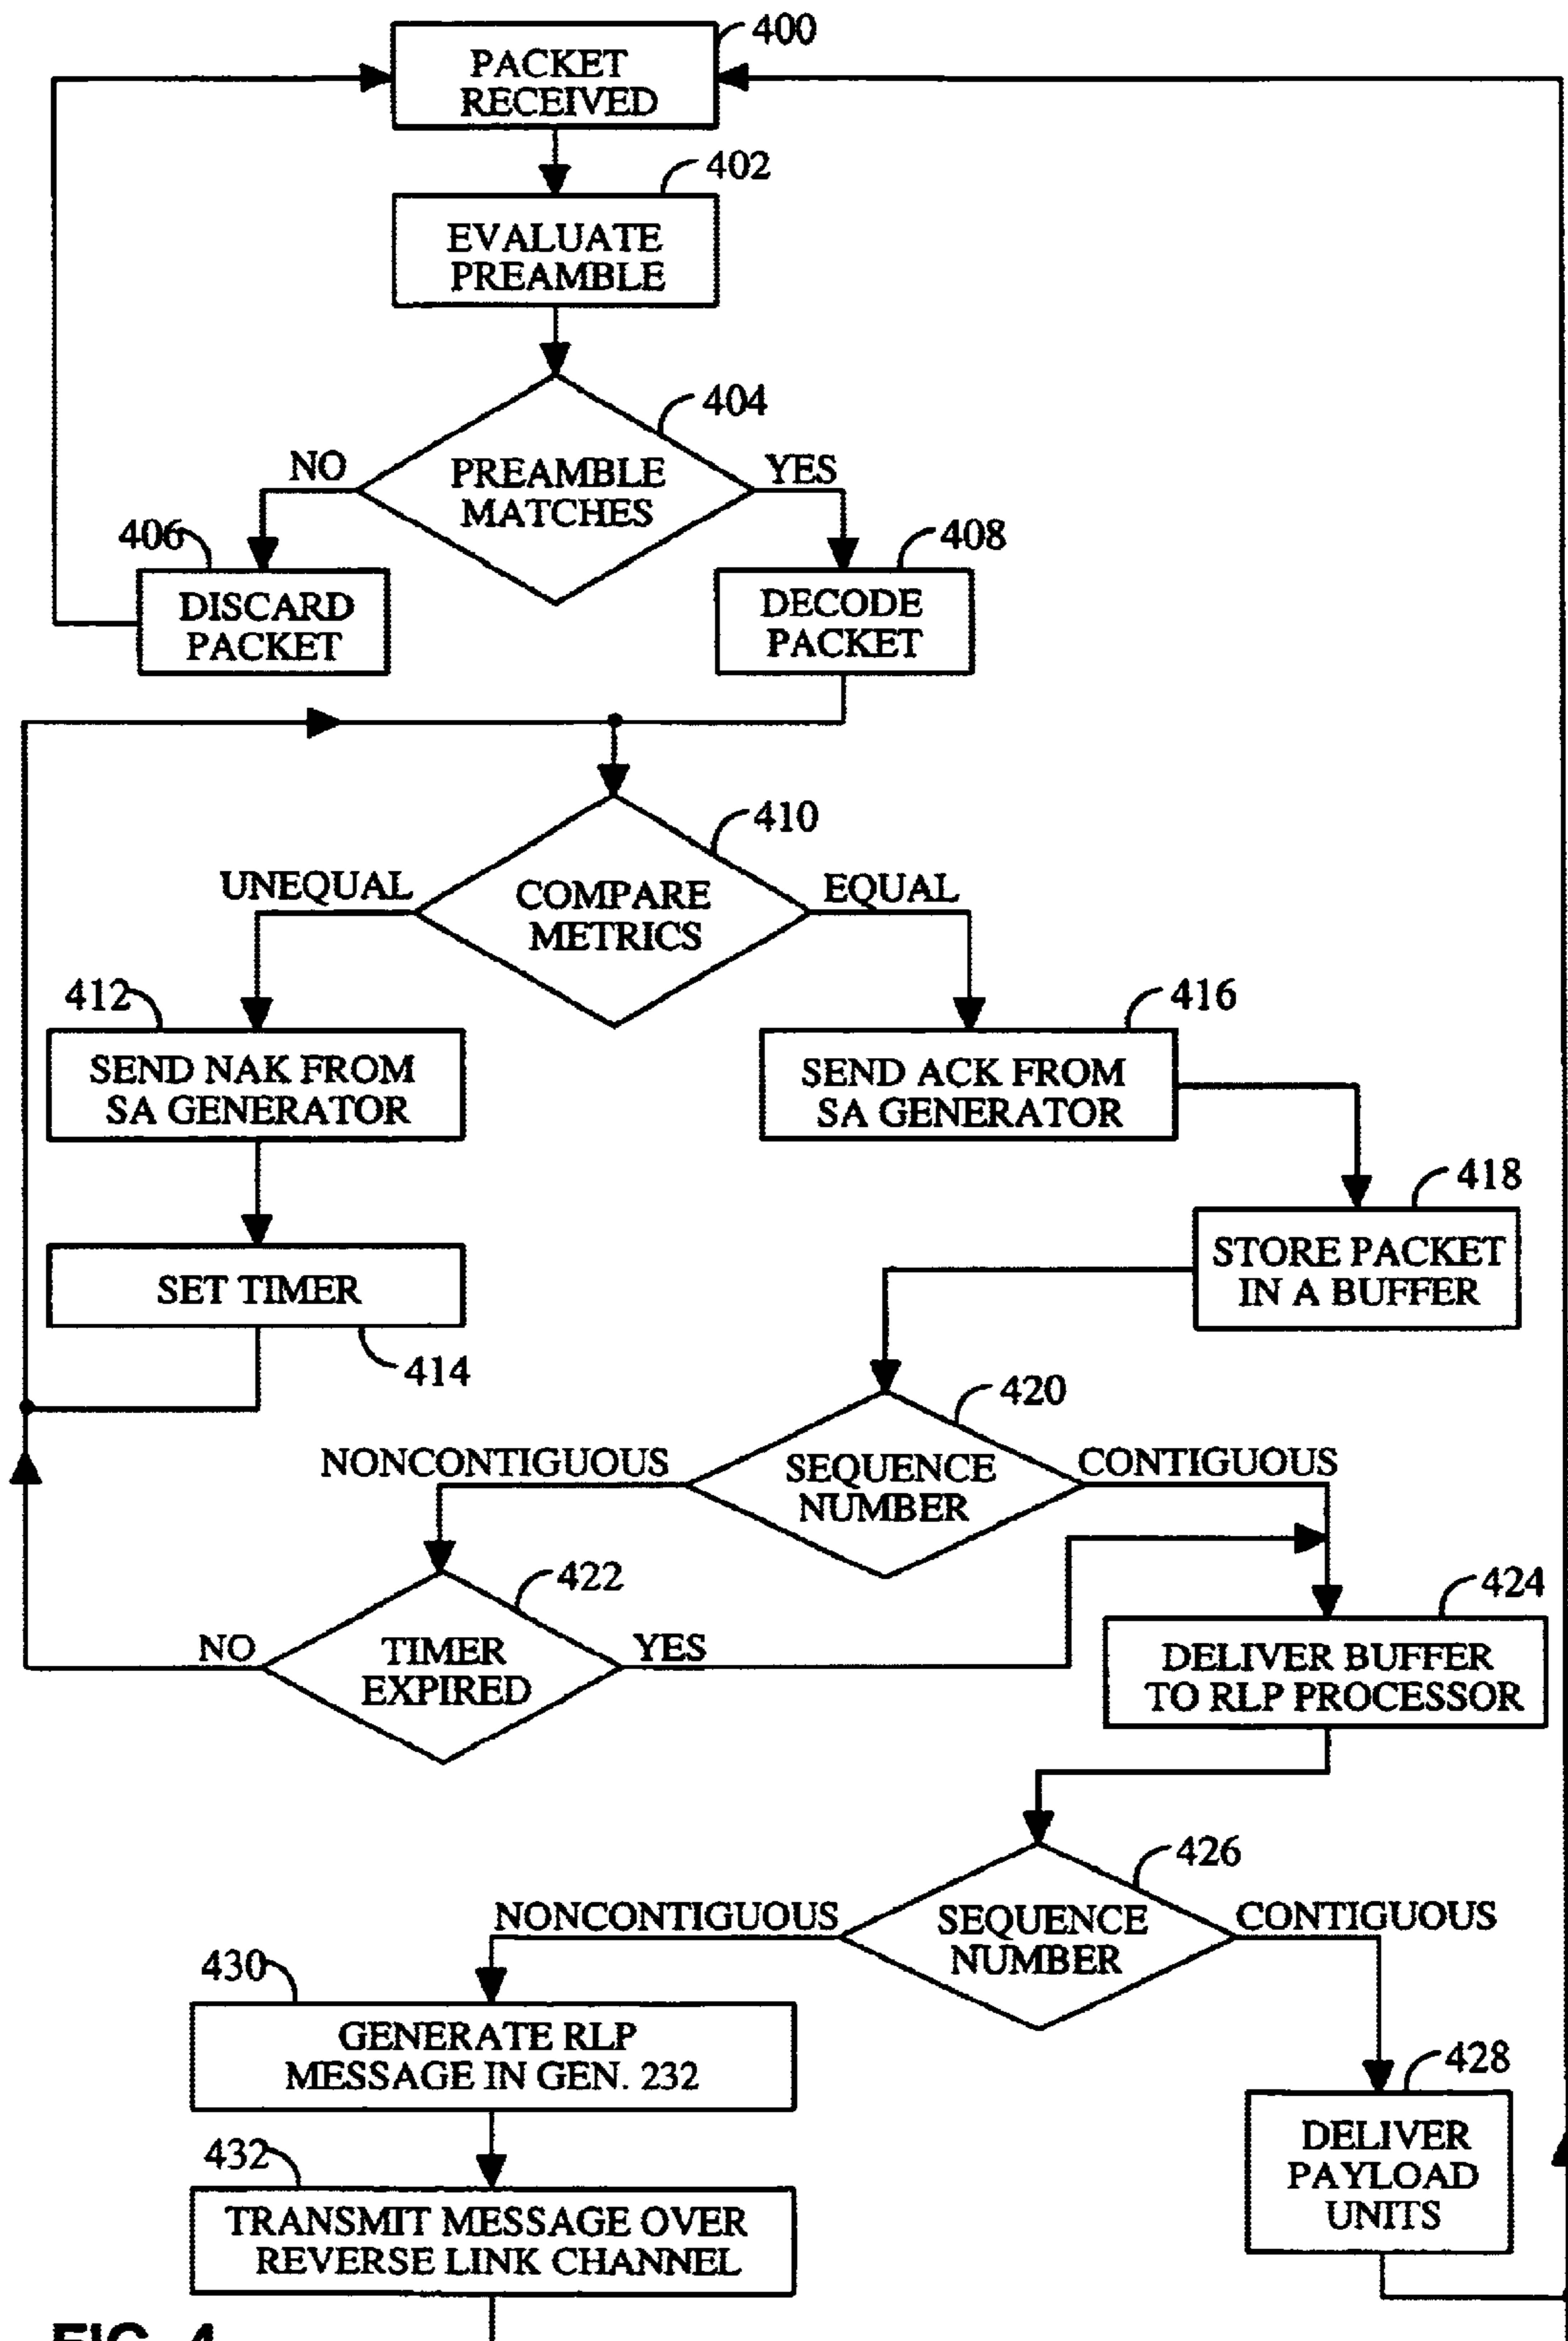 400
PACKET
RECEIVED
402
EVALUATE
PREAMBLE
404
NO
PREAMBLE
MATCHES
YES
406
DISCARD
PACKET
408
DECODE
PACKET
410
UNEQUAL
COMPARE
METRICS
EQUAL
412
SEND NAK FROM
SA GENERATOR
416
SEND ACK FROM
SA GENERATOR
418
STORE PACKET
IN A BUFFER
SET TIMER
414
420
NONCONTIGUOUS
SEQUENCE
NUMBER
CONTIGUOUS
422
NO
TIMER
EXPIRED
YES
424
DELIVER BUFFER
TO RLP PROCESSOR
426
NONCONTIGUOUS
SEQUENCE
NUMBER
CONTIGUOUS
430
GENERATE RLP
MESSAGE IN GEN. 232
428
DELIVER
PAYLOAD
UNITS
432
TRANSMIT MESSAGE OVER
REVERSE LINK CHANNEL
FIG. 4